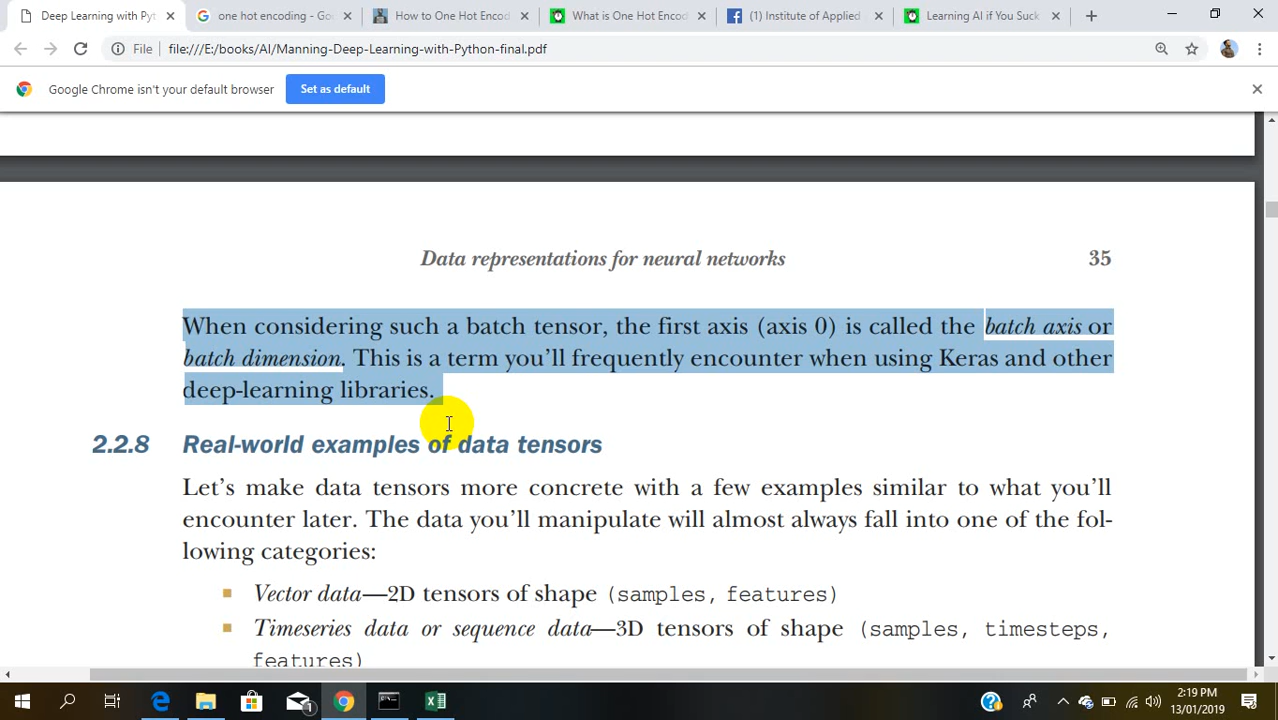 Deep Learning with Pyt
one hot encoding - Goo
How to One Hot Encod
What is One Hot Encod
(1) Institute of Applied
Learning AI if You Suck
File
file:///E:/books/AI/Manning-Deep-Learning-with-Python-final.pdf
Google Chrome isn't your default browser
Set as default
Data representations for neural networks 35
When considering such a batch tensor, the first axis (axis 0) is called the batch axis or
batch dimension. This is a term you'll frequently encounter when using Keras and other
deep-learning libraries.
2.2.8 Real-world examples of data tensors
Let's make data tensors more concrete with a few examples similar to what you'll
encounter later. The data you'll manipulate will almost always fall into one of the fol-
lowing categories:
Vector data—2D tensors of shape (samples, features)
Timeseries data or sequence data—3D tensors of shape (samples, timesteps,
features)
1
2:19 PM
13/01/2019